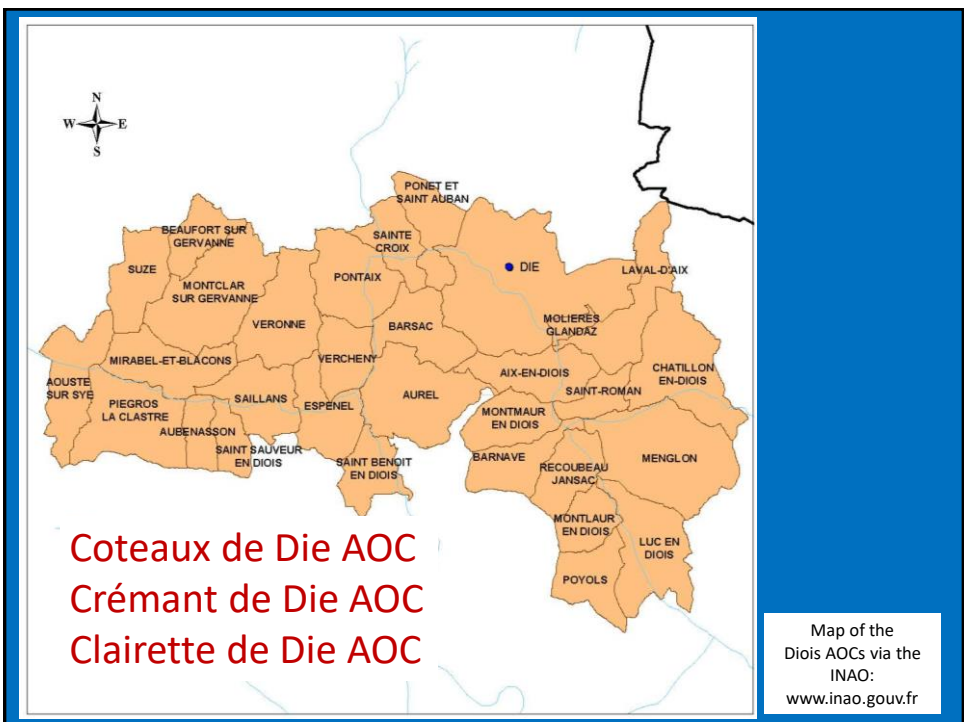 N
W E
S
PONET ET
SAINT AUBAN
BEAUFORT SUR
GERVANNE
SAINTE
CROIX
SUZE
PONTAIX
DIE
LAVAL-D'AIX
MONTCLAR
SUR GERVANNE
VERONNE
BARSAC
MOLIERES
GLANDAZ
MIRABEL-ET-BLACONS
VERCHENY
AIX-EN-DIOIS
CHATILLON
EN-DIOIS
AOUSTE
SUR SYE
PIEGROS
LA CLASTRE
SAILLANS
ESPENEL
AUREL
SAINT-ROMAN
MONTMAUR
EN DIOIS
AUBENASSON
SAINT SAUVEUR
EN DIOIS
SAINT BENOIT
EN DIOIS
BARNAVE
RECOUBEAU
JANSAC
MENGLON
MONTLAUR
EN DIOIS
LUC EN
DIOIS
POYOLS
Coteaux de Die AOC
Crémant de Die AOC
Clairette de Die AOC
Map of the
Diois AOCs via the
INAO:
www.inao.gouv.fr